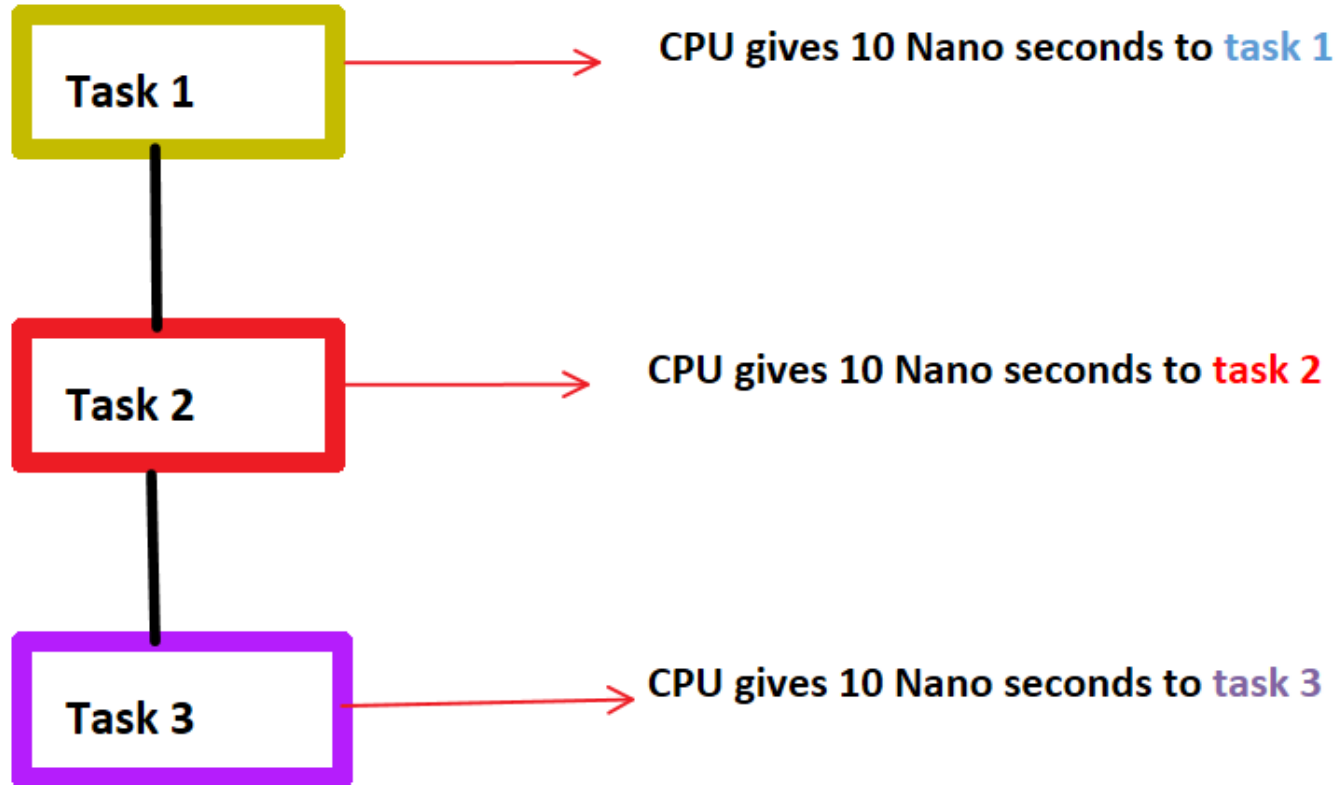 Task 1
CPU gives 10 Nano seconds to task 1
Task 2
CPU gives 10 Nano seconds to task 2
Task 3
CPU gives 10 Nano seconds to task 3